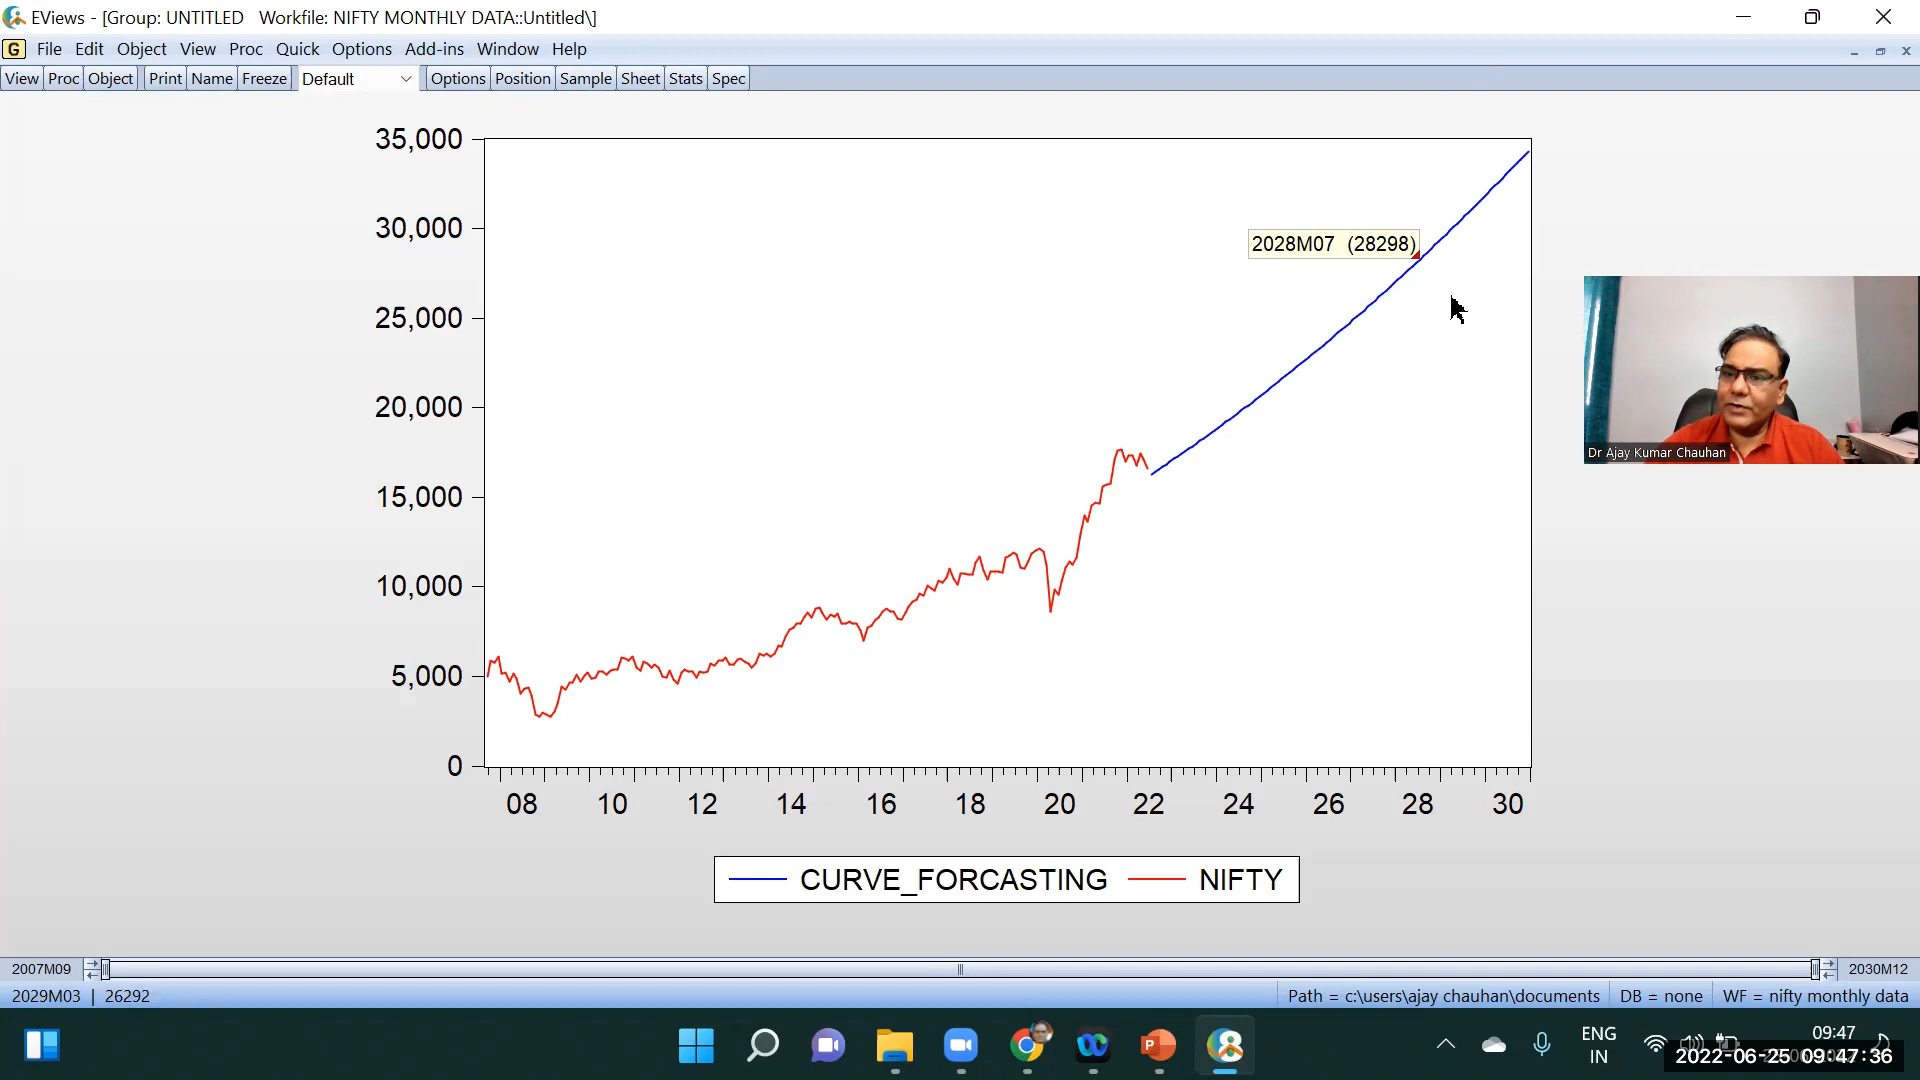 EViews - [Group: UNTITLED   Workfile: NIFTY MONTHLY DATA::Untitled\]
G File Edit Object View Proc Quick Options Add-ins Window Help
View Proc Object Print Name Freeze Default Options Position Sample Sheet Stats Spec
35,000
30,000
25,000
20,000
15,000
10,000
5,000
0
2028M07 (28298)
08 10 12 14 16 18 20 22 24 26 28 30
CURVE_FORCASTING NIFTY
Dr Ajay Kumar Chauhan
2007M09 2030M12
2029M03 | 26292 Path = c:\users\ajay chauhan\documents DB = none WF = nifty monthly data
ENG
IN
09:47
2022-06-25 09:47:36